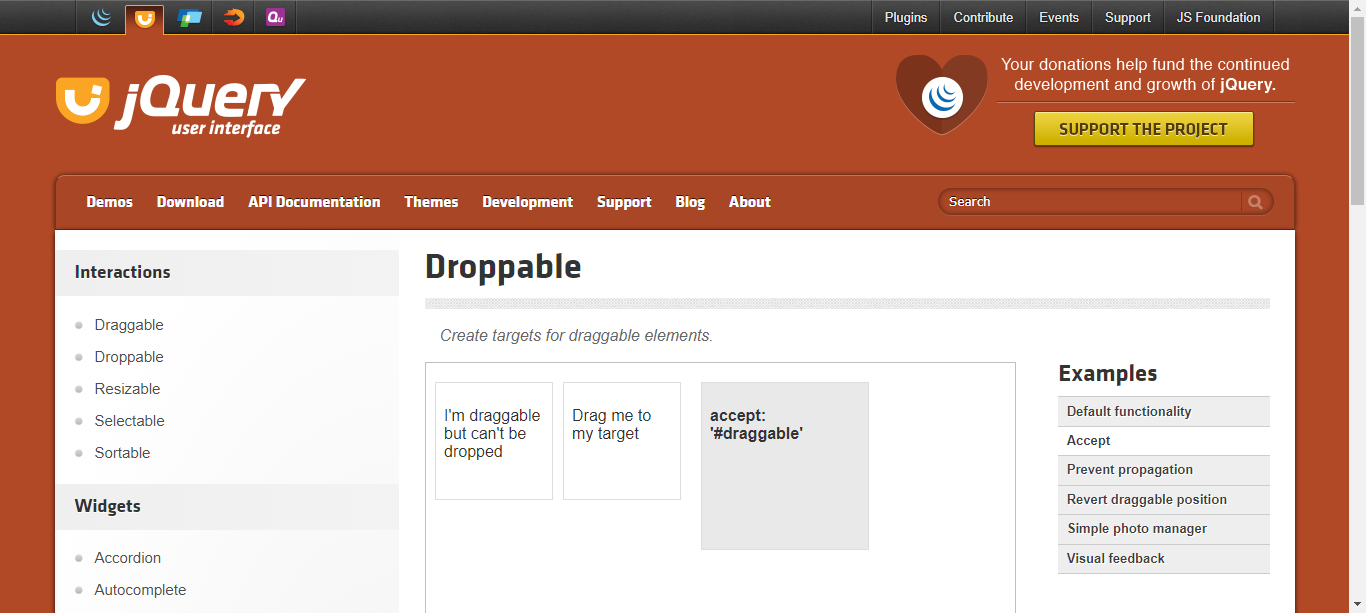 Qu
Plugins
Contribute
Events
Support
JS Foundation
jQuery
user interface
Your donations help fund the continued
development and growth of jQuery.
SUPPORT THE PROJECT
Demos
Download
API Documentation
Themes
Development
Support
Blog
About
Search
Interactions
Draggable
Droppable
Resizable
Selectable
Sortable
Widgets
Accordion
Autocomplete
Droppable
Create targets for draggable elements.
I'm draggable
but can't be
dropped
Drag me to
my target
accept:
'#draggable'
Examples
Default functionality
Accept
Prevent propagation
Revert draggable position
Simple photo manager
Visual feedback